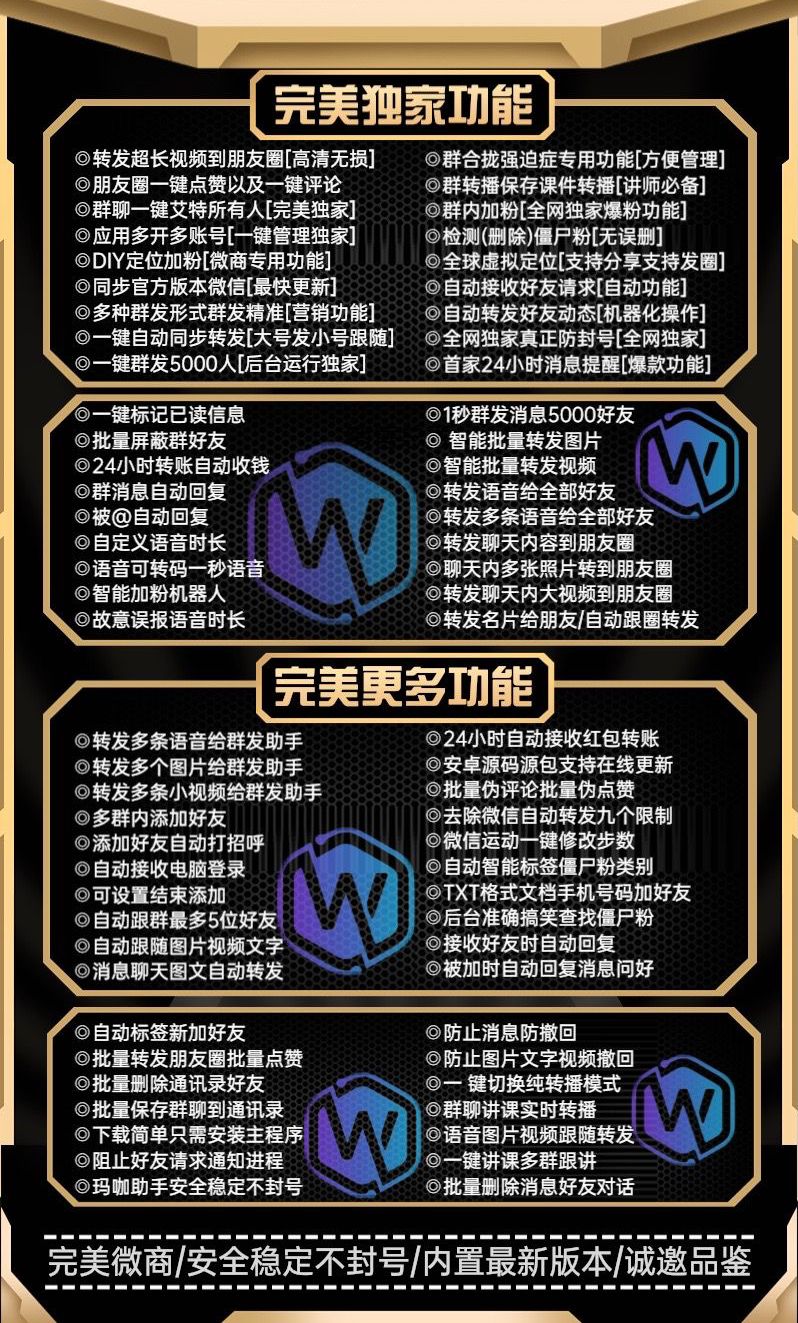 完美独家功能
◎转发超长视频到朋友圈[高清无损]
◎朋友圈一键点赞以及一键评论
◎群聊一键艾特所有人[完美独家]
◎应用多开多账号[一键管理独家]
◎DIY定位加粉[微商专用功能]
◎同步官方版本微信[最快更新]
◎多种群发形式群发精准[营销功能]
◎一键自动同步转发[大号发小号跟随]
◎一键群发5000人[后台运行独家]
◎群合拢强迫症专用功能[方便管理]
◎群转播保存课件转播[讲师必备]
◎群内加粉[全网独家爆粉功能]
◎检测(删除)僵尸粉[无误删]
◎全球虚拟定位[支持分享支持发圈]
◎自动接收好友请求[自动功能]
◎自动转发好友动态[机器化操作]
◎全网独家真正防封号[全网独家]
◎首家24小时消息提醒[爆款功能]
◎一键标记已读信息
◎批量屏蔽群好友
◎24小时转账自动收钱
◎群消息自动回复
◎被@自动回复
◎自定义语音时长
◎语音可转码一秒语音
◎智能加粉机器人
◎故意误报语音时长
◎1秒群发消息5000好友
◎ 智能批量转发图片
◎智能批量转发视频
◎转发语音给全部好友
◎转发多条语音给全部好友
◎转发聊天内容到朋友圈
◎聊天内多张照片转到朋友圈
◎转发聊天内大视频到朋友圈
◎转发名片给朋友/自动跟圈转发
完美更多功能
◎转发多条语音给群发助手
◎转发多个图片给群发助手
◎转发多条小视频给群发助手
◎多群内添加好友
◎添加好友自动打招呼
◎自动接收电脑登录
◎可设置结束添加
◎自动跟群最多5位好友
◎自动跟随图片视频文字
◎消息聊天图文自动转发
◎24小时自动接收红包转账
◎安卓源码源包支持在线更新
◎批量伪评论批量伪点赞
◎去除微信自动转发九个限制
◎微信运动一键修改步数
◎自动智能标签僵尸粉类别
◎TXT格式文档手机号码加好友
◎后台准确搞笑查找僵尸粉
◎接收好友时自动回复
◎被加时自动回复消息问好
◎自动标签新加好友
◎批量转发朋友圈批量点赞
◎批量删除通讯录好友
◎批量保存群聊到通讯录
◎下载简单只需安装主程序
◎阻止好友请求通知进程
◎玛咖助手安全稳定不封号
◎防止消息防撤回
◎防止图片文字视频撤回
◎一 键切换纯转播模式
◎群聊讲课实时转播
◎语音图片视频跟随转发
◎一键讲课多群跟讲
◎批量删除消息好友对话
完美微商/安全稳定不封号/内置最新版本/诚邀品鉴